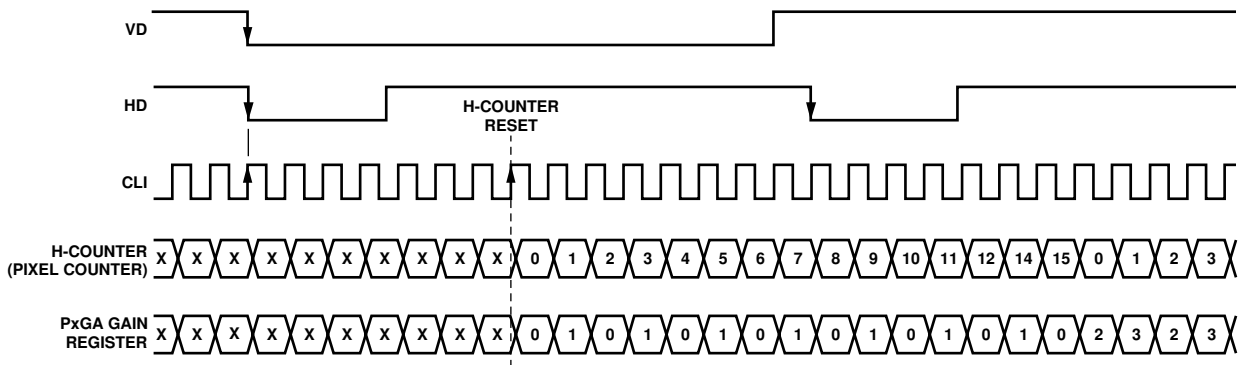 VD
HD
H-COUNTER
RESET
CLI
H-COUNTER
(PIXEL COUNTER)
X X X X X X X X X X 0 1 2 3 4 5 6 7 8 9 10 11 12 14 15 0 1 2 3
PxGA GAIN
REGISTER
X X X X X X X X X X 0 1 0 1 0 1 0 1 0 1 0 1 0 1 0 2 3 2 3